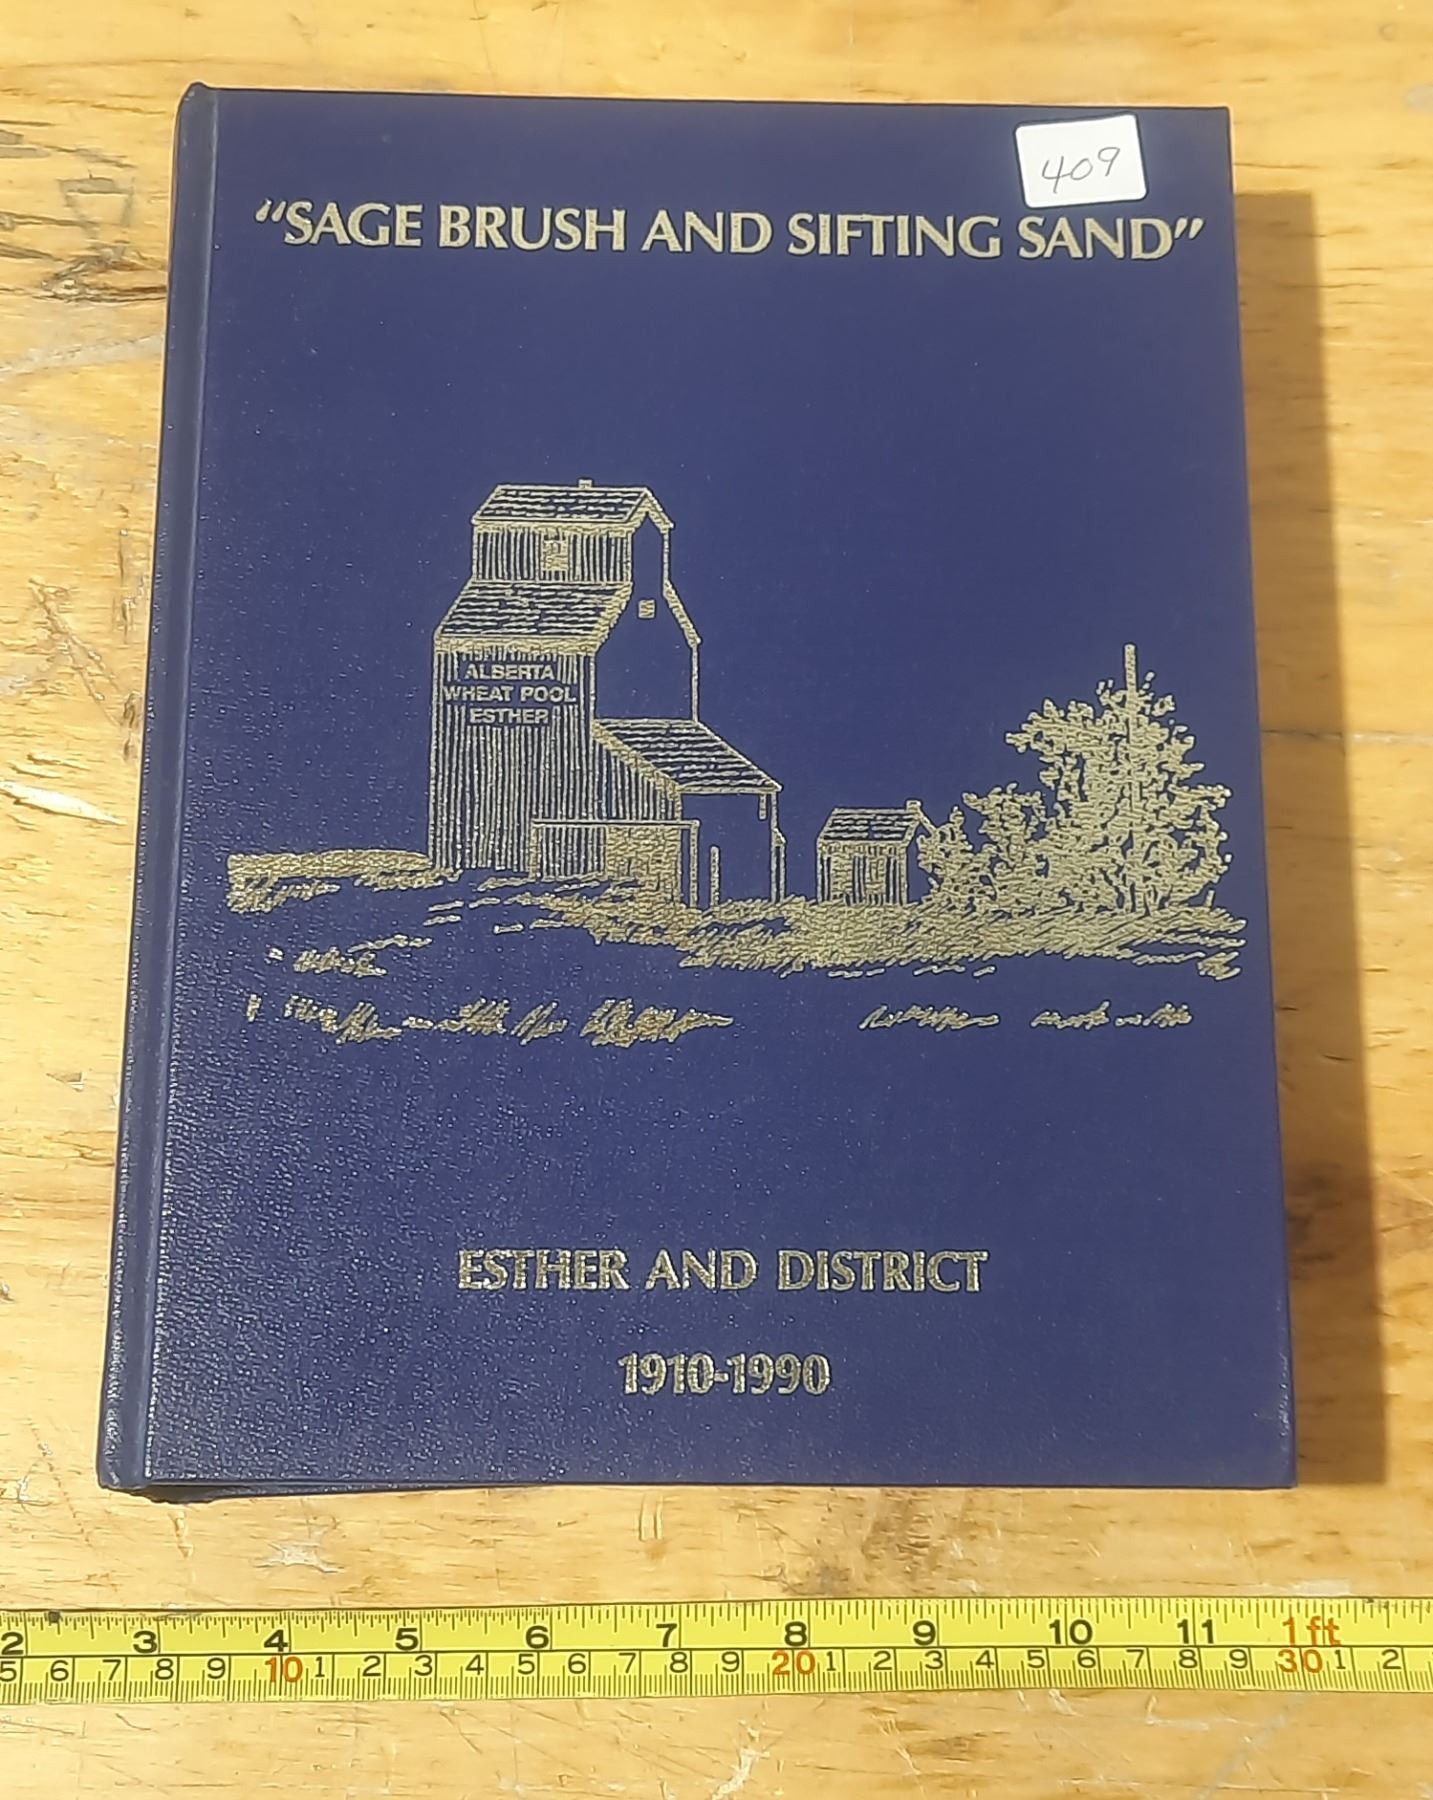 409
"SAGE BRUSH AND SIFTING SAND"
ALBERTA
WHEAT POOL
ESTHER
ESTHER AND DISTRICT
1910-1990
2 3 4 5 6 7 8 9 10 11 1ft
5 6 7 8 9 10 1 2 3 4 5 6 7 8 9 20 1 2 3 4 5 6 7 8 9 30 1 2